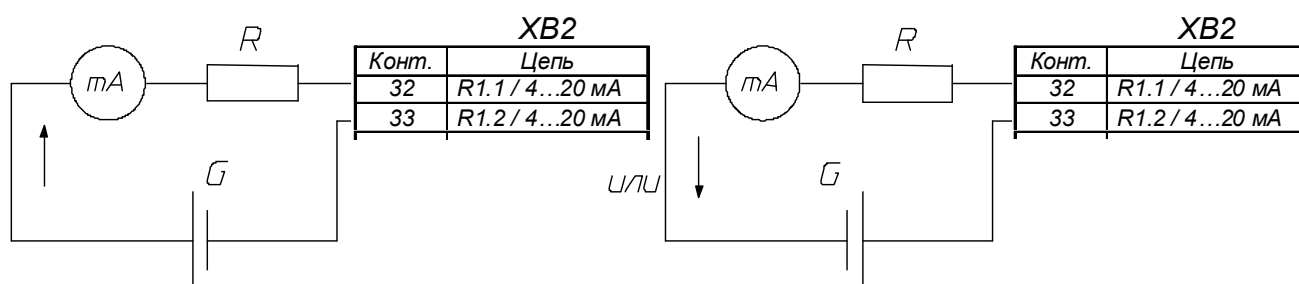 R XB2 R XB2
Конт. Цепь Конт. Цепь
mA 32 R1.1 / 4…20 мА mA 32 R1.1 / 4…20 мА
33 R1.2 / 4…20 мА 33 R1.2 / 4…20 мА
G или G